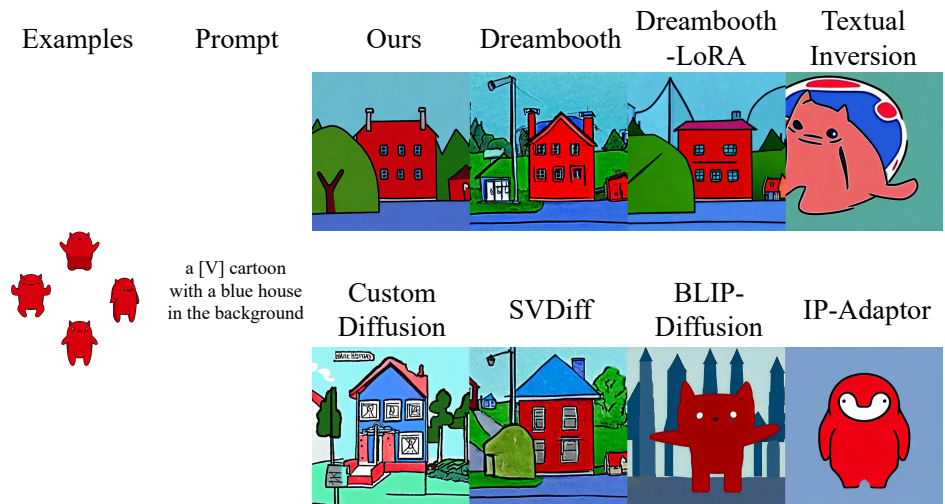 Examples
Prompt
Ours
Dreambooth
Dreambooth
-LoRA
Textual
Inversion
a [V] cartoon
with a blue house
in the background
Custom
Diffusion
SVDiff
BLIP-
Diffusion
IP-Adaptor